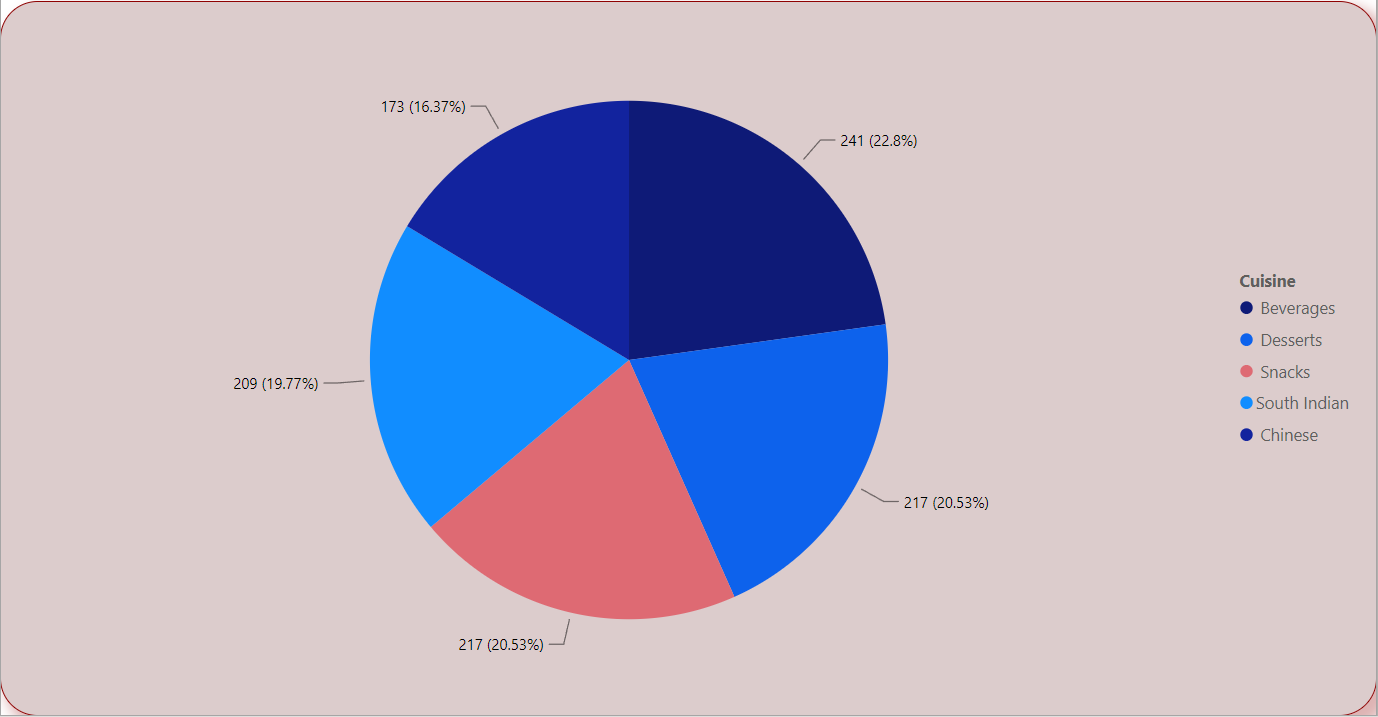 173 (16.37%)
241 (22.8%)
209 (19.77%)
217 (20.53%)
217 (20.53%)
Cuisine
Beverages
Desserts
Snacks
South Indian
Chinese